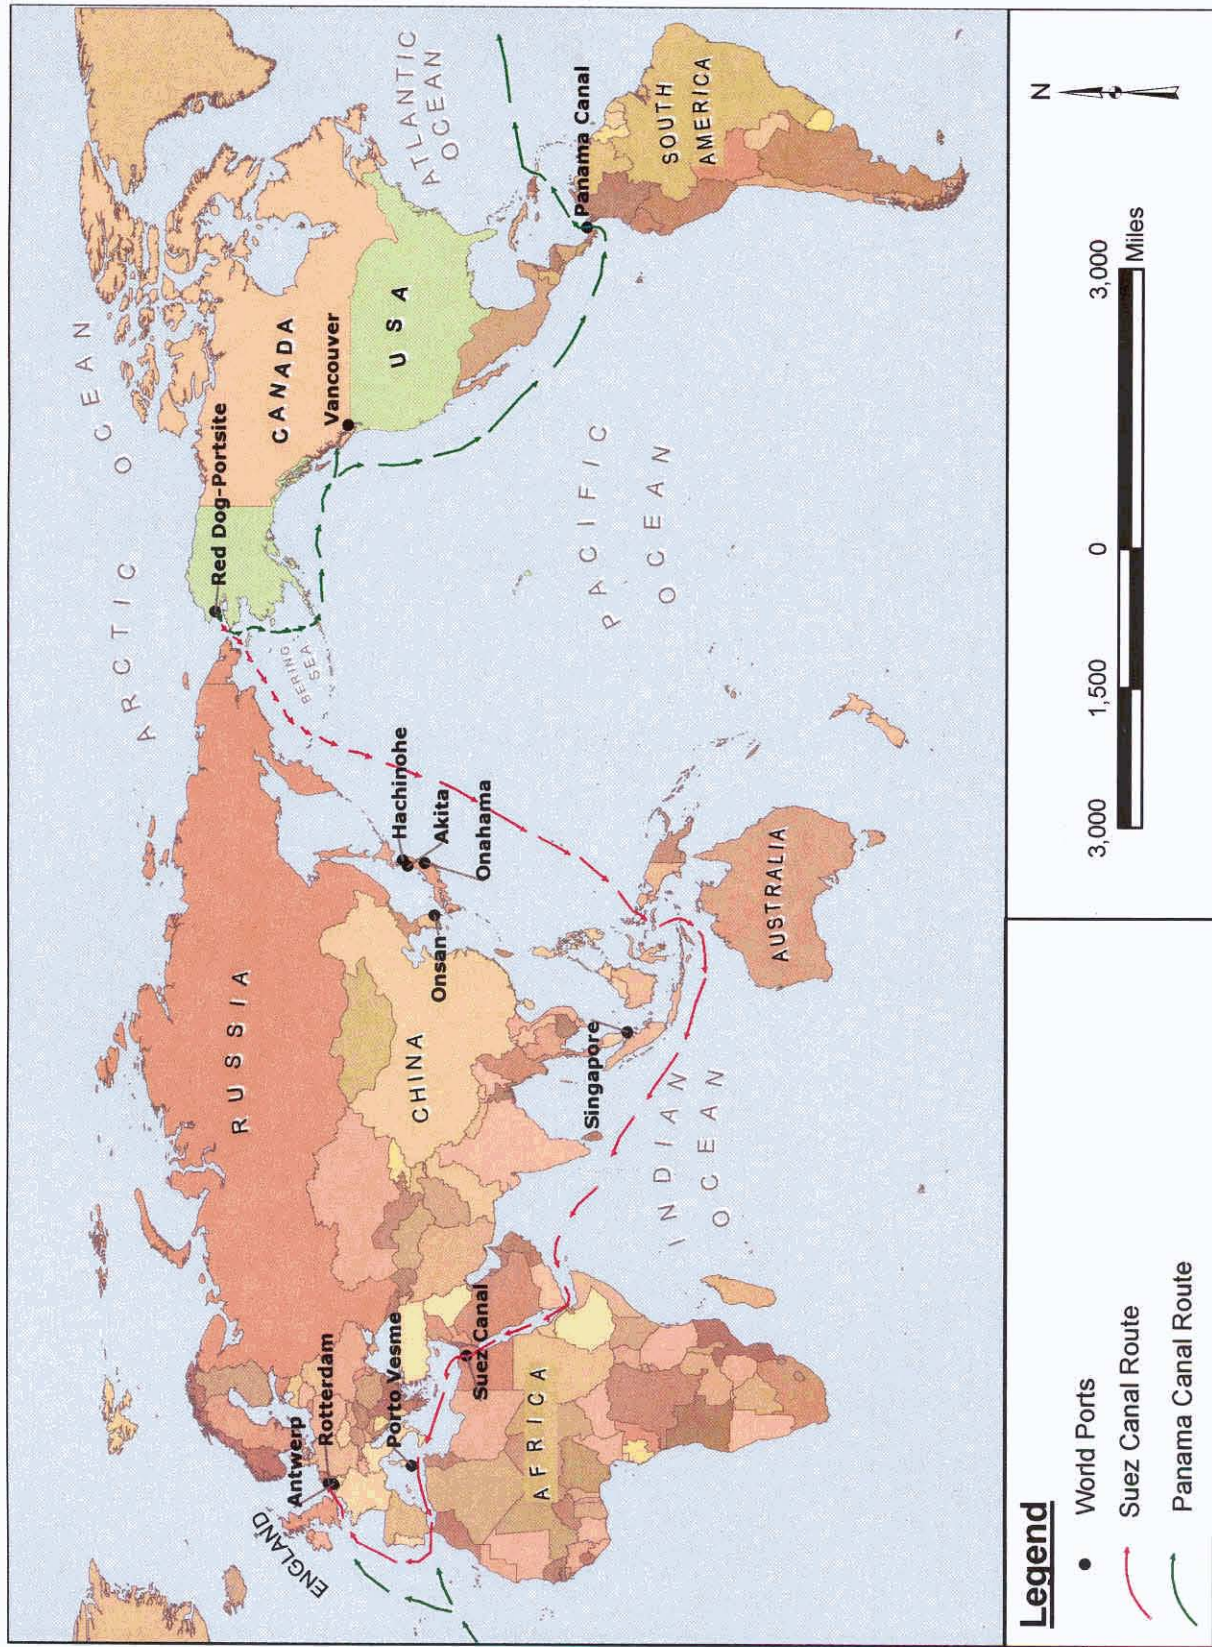 ARCTIC OCEAN
ATLANTIC
OCEAN
PACIFIC
OCEAN
INDIAN
OCEAN
BERING
SEA
RUSSIA
CHINA
CANADA
USA
SOUTH
AMERICA
AFRICA
AUSTRALIA
ENGLAND
Antwerp
Rotterdam
Porto Vesme
Suez Canal
Singapore
Onsan
Hachinohe
Akita
Onahama
Red Dog-Portsite
Vancouver
Panama Canal
Legend
World Ports
Suez Canal Route
Panama Canal Route
3,000
1,500
0
3,000
Miles
N